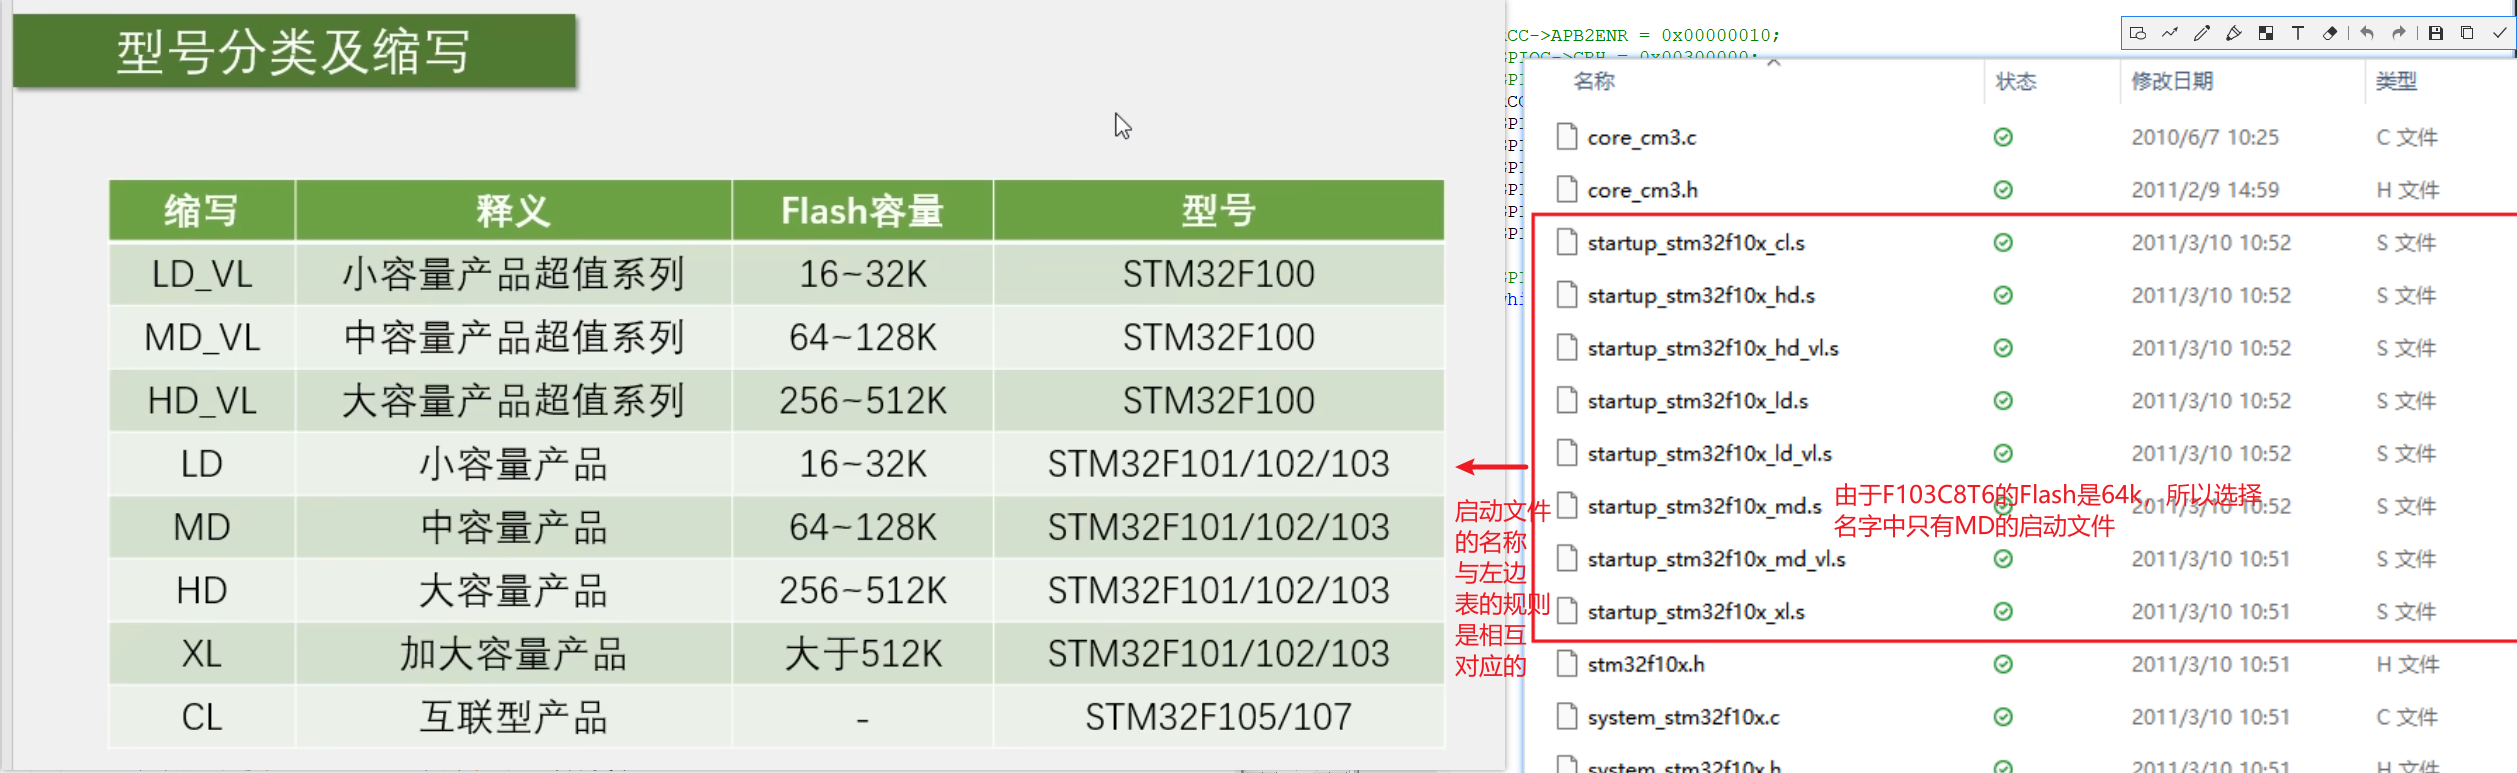 型号分类及缩写
缩写 释义 Flash容量 型号
LD_VL 小容量产品超值系列 16~32K STM32F100
MD_VL 中容量产品超值系列 64~128K STM32F100
HD_VL 大容量产品超值系列 256~512K STM32F100
LD 小容量产品 16~32K STM32F101/102/103
MD 中容量产品 64~128K STM32F101/102/103
HD 大容量产品 256~512K STM32F101/102/103
XL 加大容量产品 大于512K STM32F101/102/103
CL 互联型产品 - STM32F105/107
启动文件
的名称
与左边
表的规则
是相互
对应的
CC->APB2ENR = 0x00000010;
名称 状态 修改日期 类型
core_cm3.c 2010/6/7 10:25 C 文件
core_cm3.h 2011/2/9 14:59 H 文件
startup_stm32f10x_cl.s 2011/3/10 10:52 S 文件
startup_stm32f10x_hd.s 2011/3/10 10:52 S 文件
startup_stm32f10x_hd_vl.s 2011/3/10 10:52 S 文件
startup_stm32f10x_ld.s 2011/3/10 10:52 S 文件
startup_stm32f10x_ld_vl.s 2011/3/10 10:52 S 文件
由于F103C8T6的Flash是64k，所以选择
名字中只有MD的启动文件
startup_stm32f10x_md.s 2011/3/10 10:52 S 文件
startup_stm32f10x_md_vl.s 2011/3/10 10:51 S 文件
startup_stm32f10x_xl.s 2011/3/10 10:51 S 文件
stm32f10x.h 2011/3/10 10:51 H 文件
system_stm32f10x.c 2011/3/10 10:51 C 文件
system_stm32f10x.h 2011/3/10 10:51 H 文件